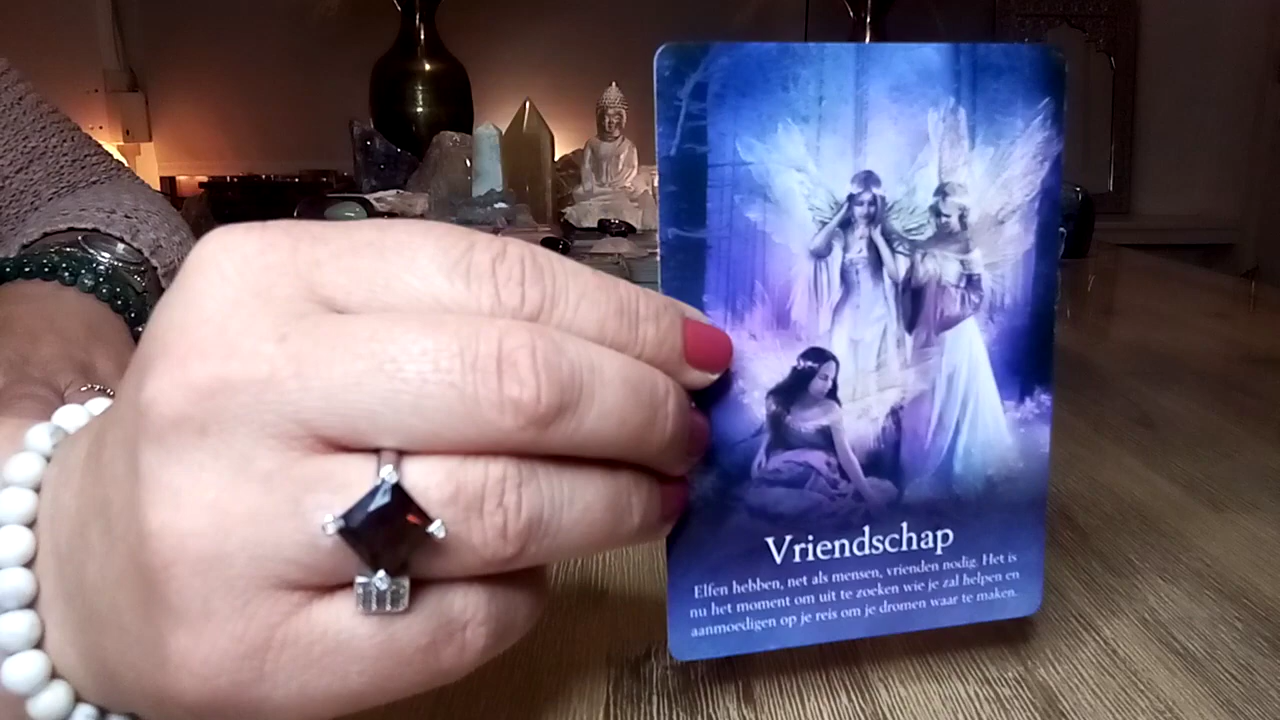 Vriendschap
Elfen hebben, net als mensen, vrienden nodig. Het is
nu het moment om uit te zoeken wie je zal helpen en
aanmoedigen op je reis om je dromen waar te maken.